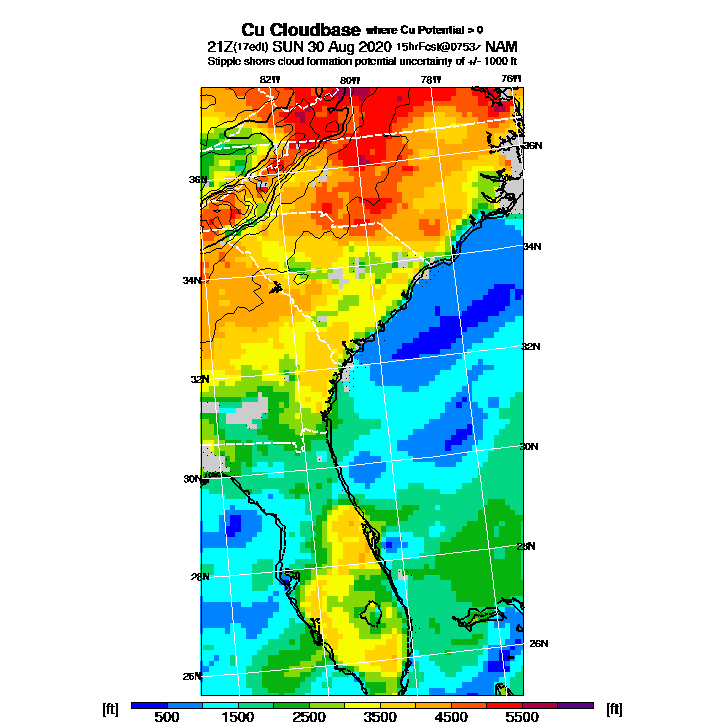 Cu Cloudbase where Cu Potential > 0
21Z(17edt) SUN 30 Aug 2020 15hrFcst@0753z NAM
Stipple shows cloud formation potential uncertainty of +/- 1000 ft
82W 80W 78W 76W
36N
36N
34N
34N
32N
32N
30N
30N
28N
28N
26N
26N
[ft] 500 1500 2500 3500 4500 5500 [ft]